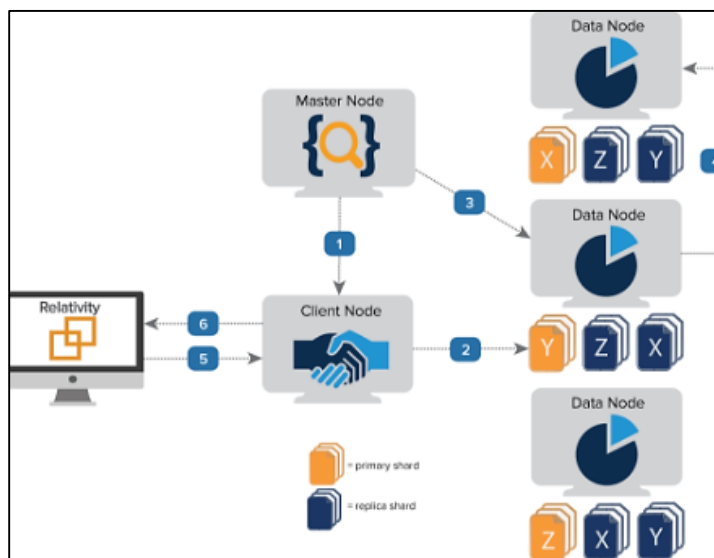 Data Node
Master Node
X Z Y
3
Data Node
1
Relativity
Client Node
6
5
2
Y Z X
Data Node
= primary shard
= replica shard
Z X Y